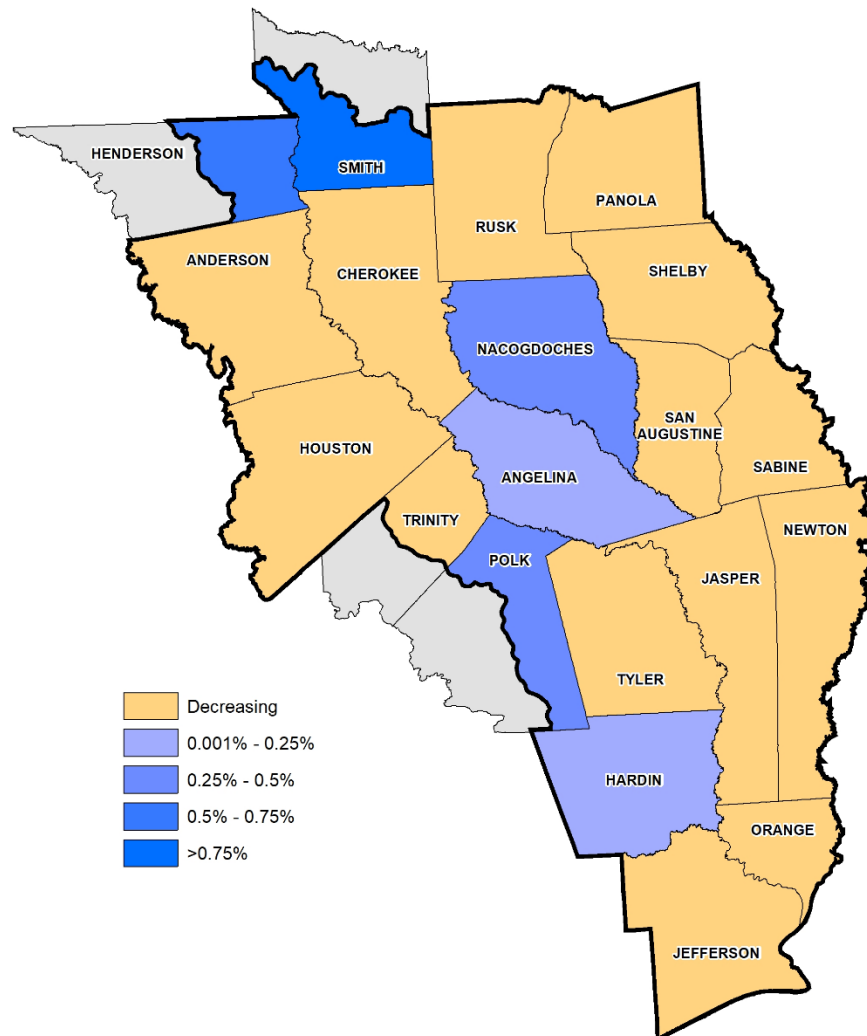 HENDERSON
SMITH
PANOLA
RUSK
ANDERSON
CHEROKEE
SHELBY
NACOGDOCHES
SAN
AUGUSTINE
HOUSTON
SABINE
ANGELINA
TRINITY
NEWTON
POLK
JASPER
TYLER
Decreasing
0.001% - 0.25%
0.25% - 0.5%
0.5% - 0.75%
>0.75%
HARDIN
ORANGE
JEFFERSON